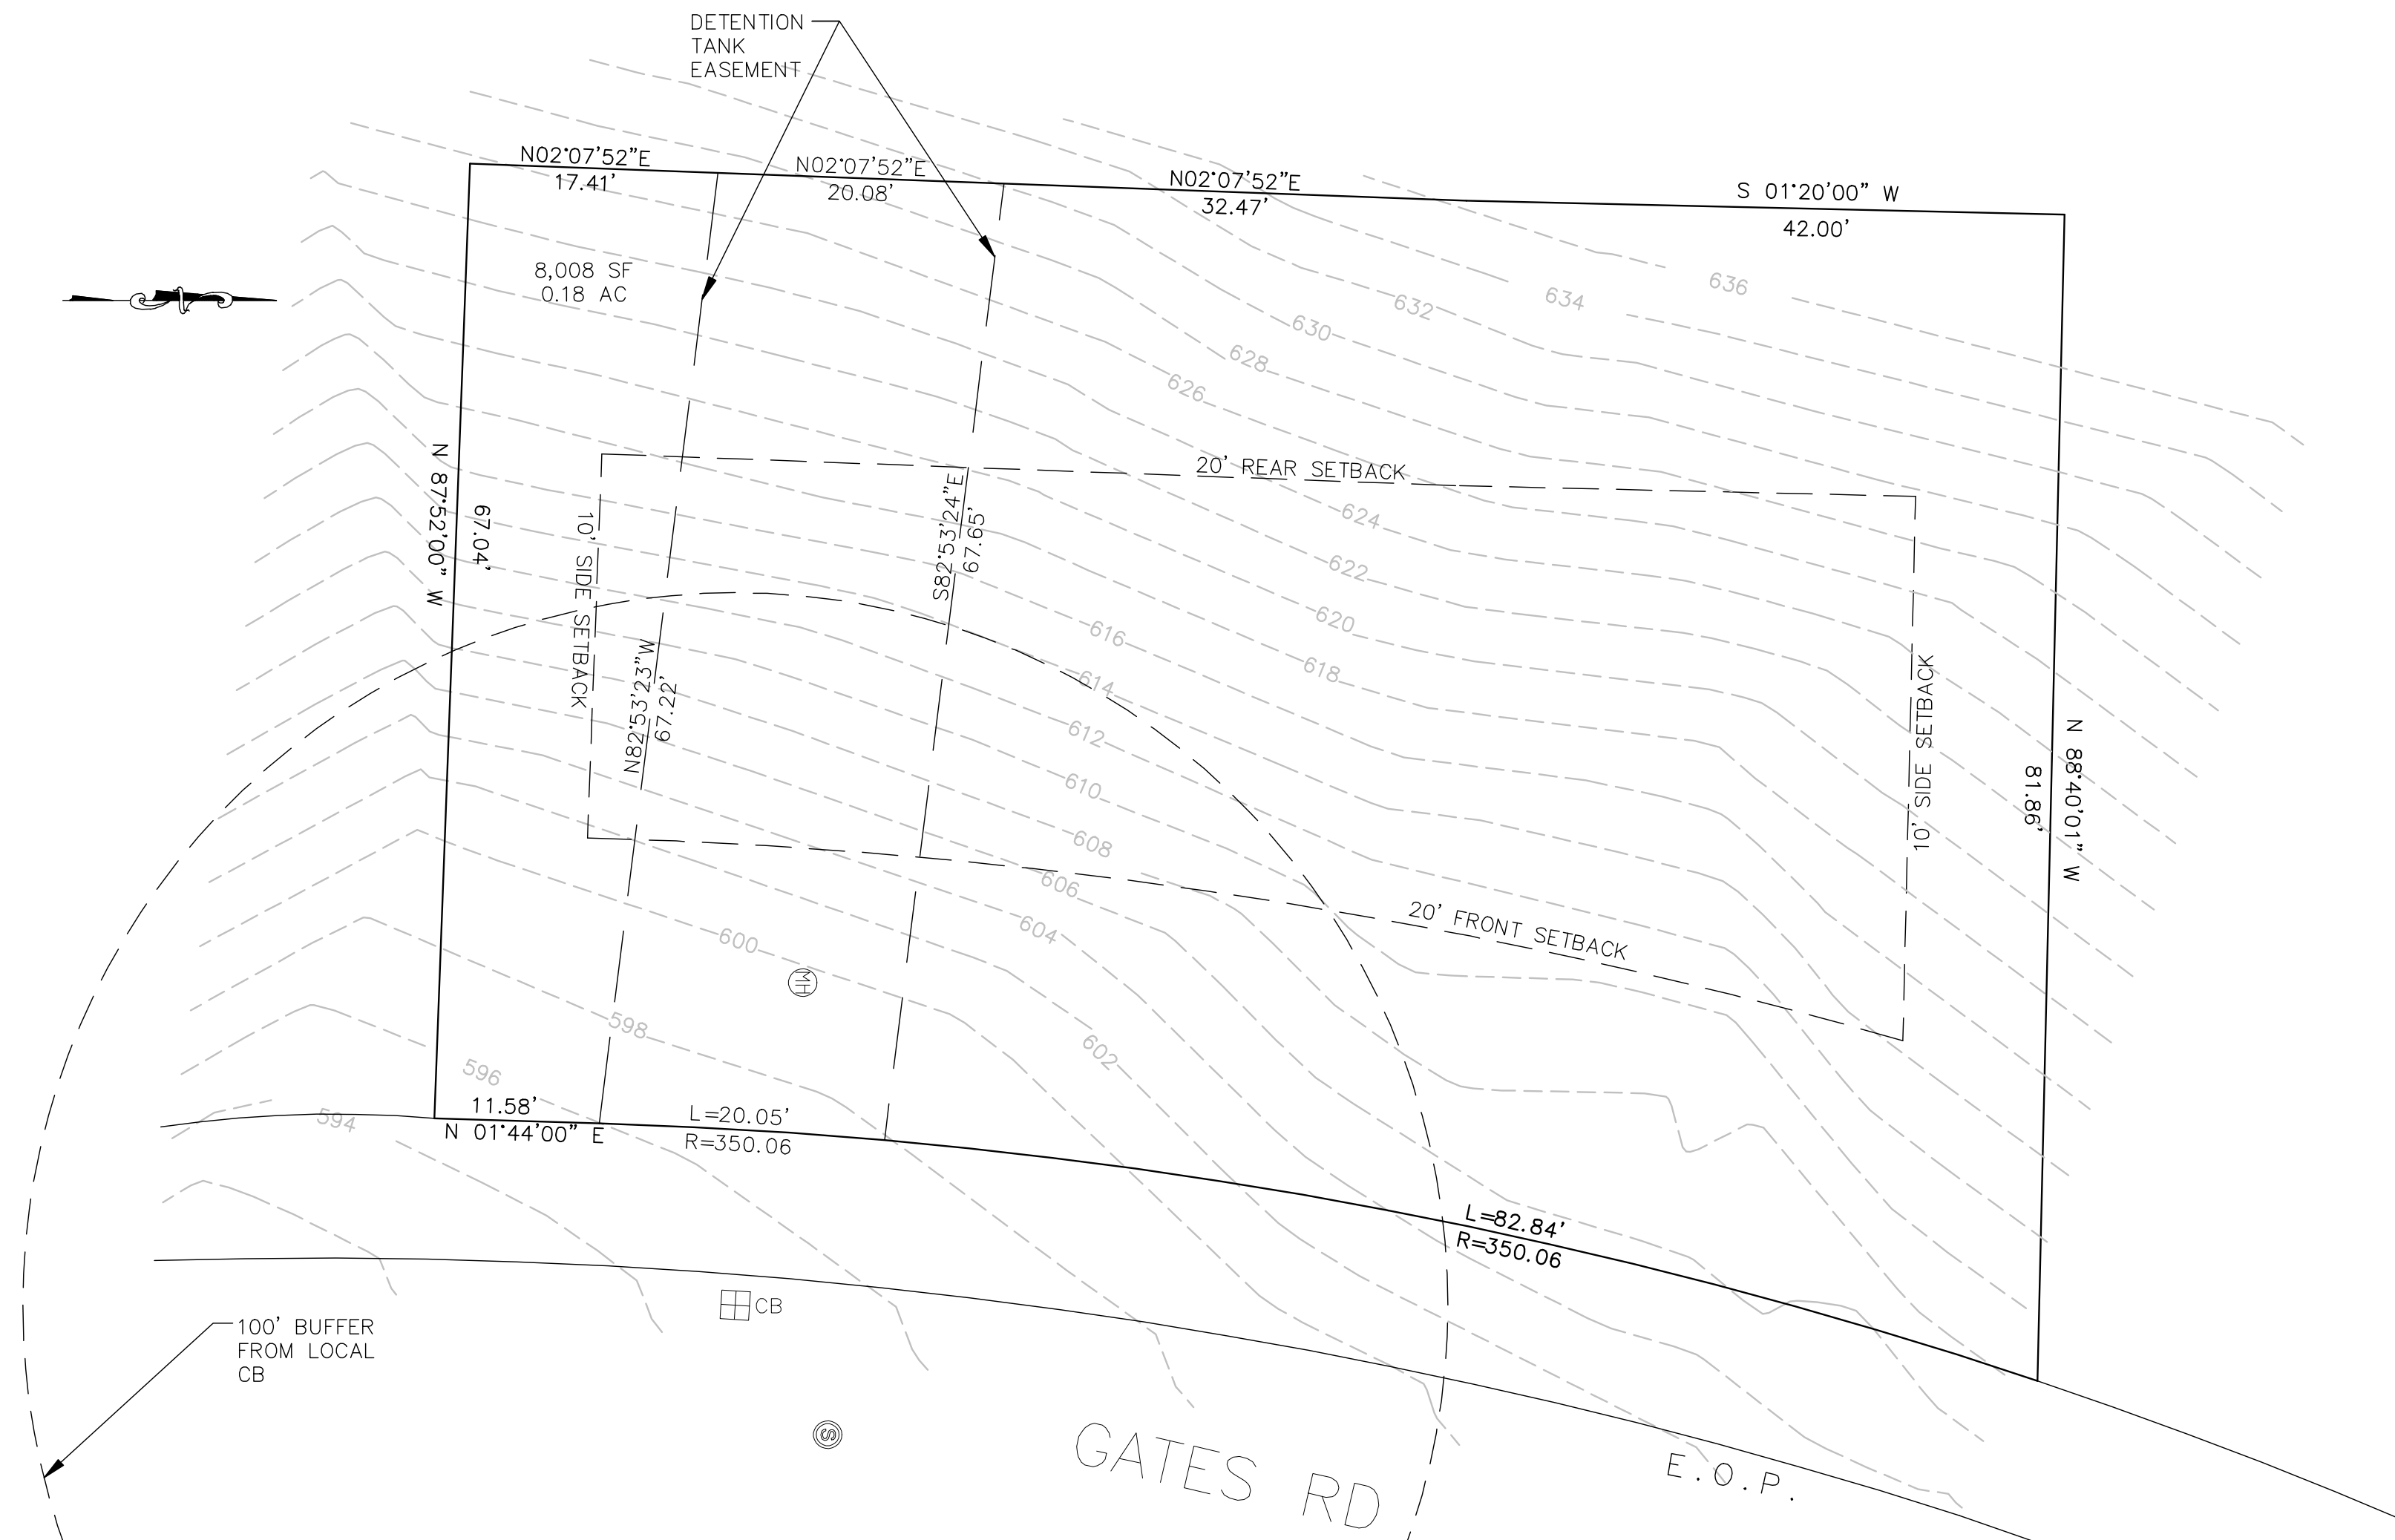 DETENTION
TANK
EASEMENT
N02°07'52"E
17.41'
N02°07'52"E
20.08'
N02°07'52"E
32.47'
S 01°20'00" W
42.00'
8,008 SF
0.18 AC
636
634
632
630
628
626
624
622
620
618
616
614
612
610
608
606
604
602
600
598
596
594
N 87°52'00" W
67.04'
10' SIDE SETBACK
20' REAR SETBACK
S82°53'24"E
67.65'
N82°53'23"W
67.22'
10' SIDE SETBACK
N 88°40'01" W
81.86'
20' FRONT SETBACK
MH
11.58'
N 01°44'00" E
L=20.05'
R=350.06
L=82.84'
R=350.06
CB
100' BUFFER
FROM LOCAL
CB
S
GATES RD
E.O.P.